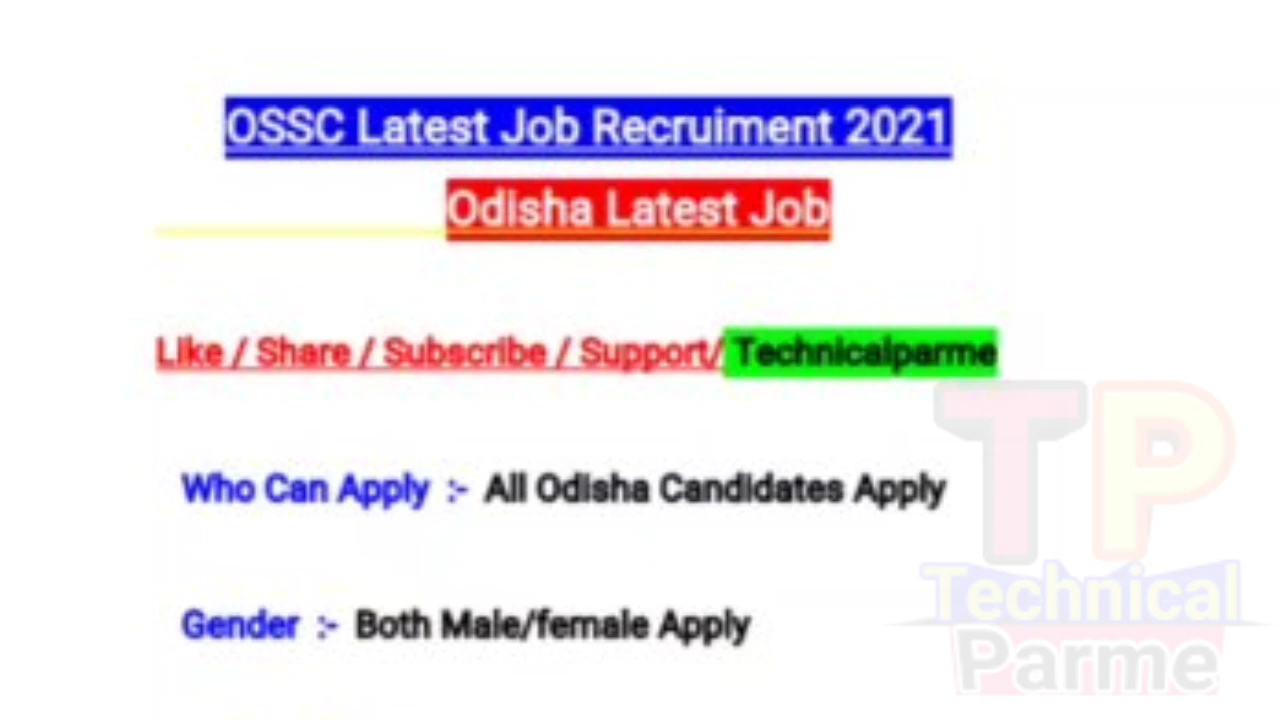 OSSC Latest Job Recruiment 2021
Odisha Latest Job
Like / Share / Subscribe / Support/ Technicalparme
Who Can Apply :- All Odisha Candidates Apply
Gender :- Both Male/female Apply
TP
Technical
Parme